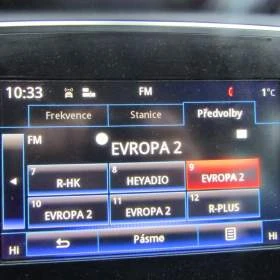 10:33 FM 1°c
Frekvence Stanice Předvolby
FM
EVROPA 2
7 R-HK 8 HEYADIO 9 EVROPA 2
10 EVROPA 2 11 EVROPA 2 12 R-PLUS
Hi Pásmo Hi